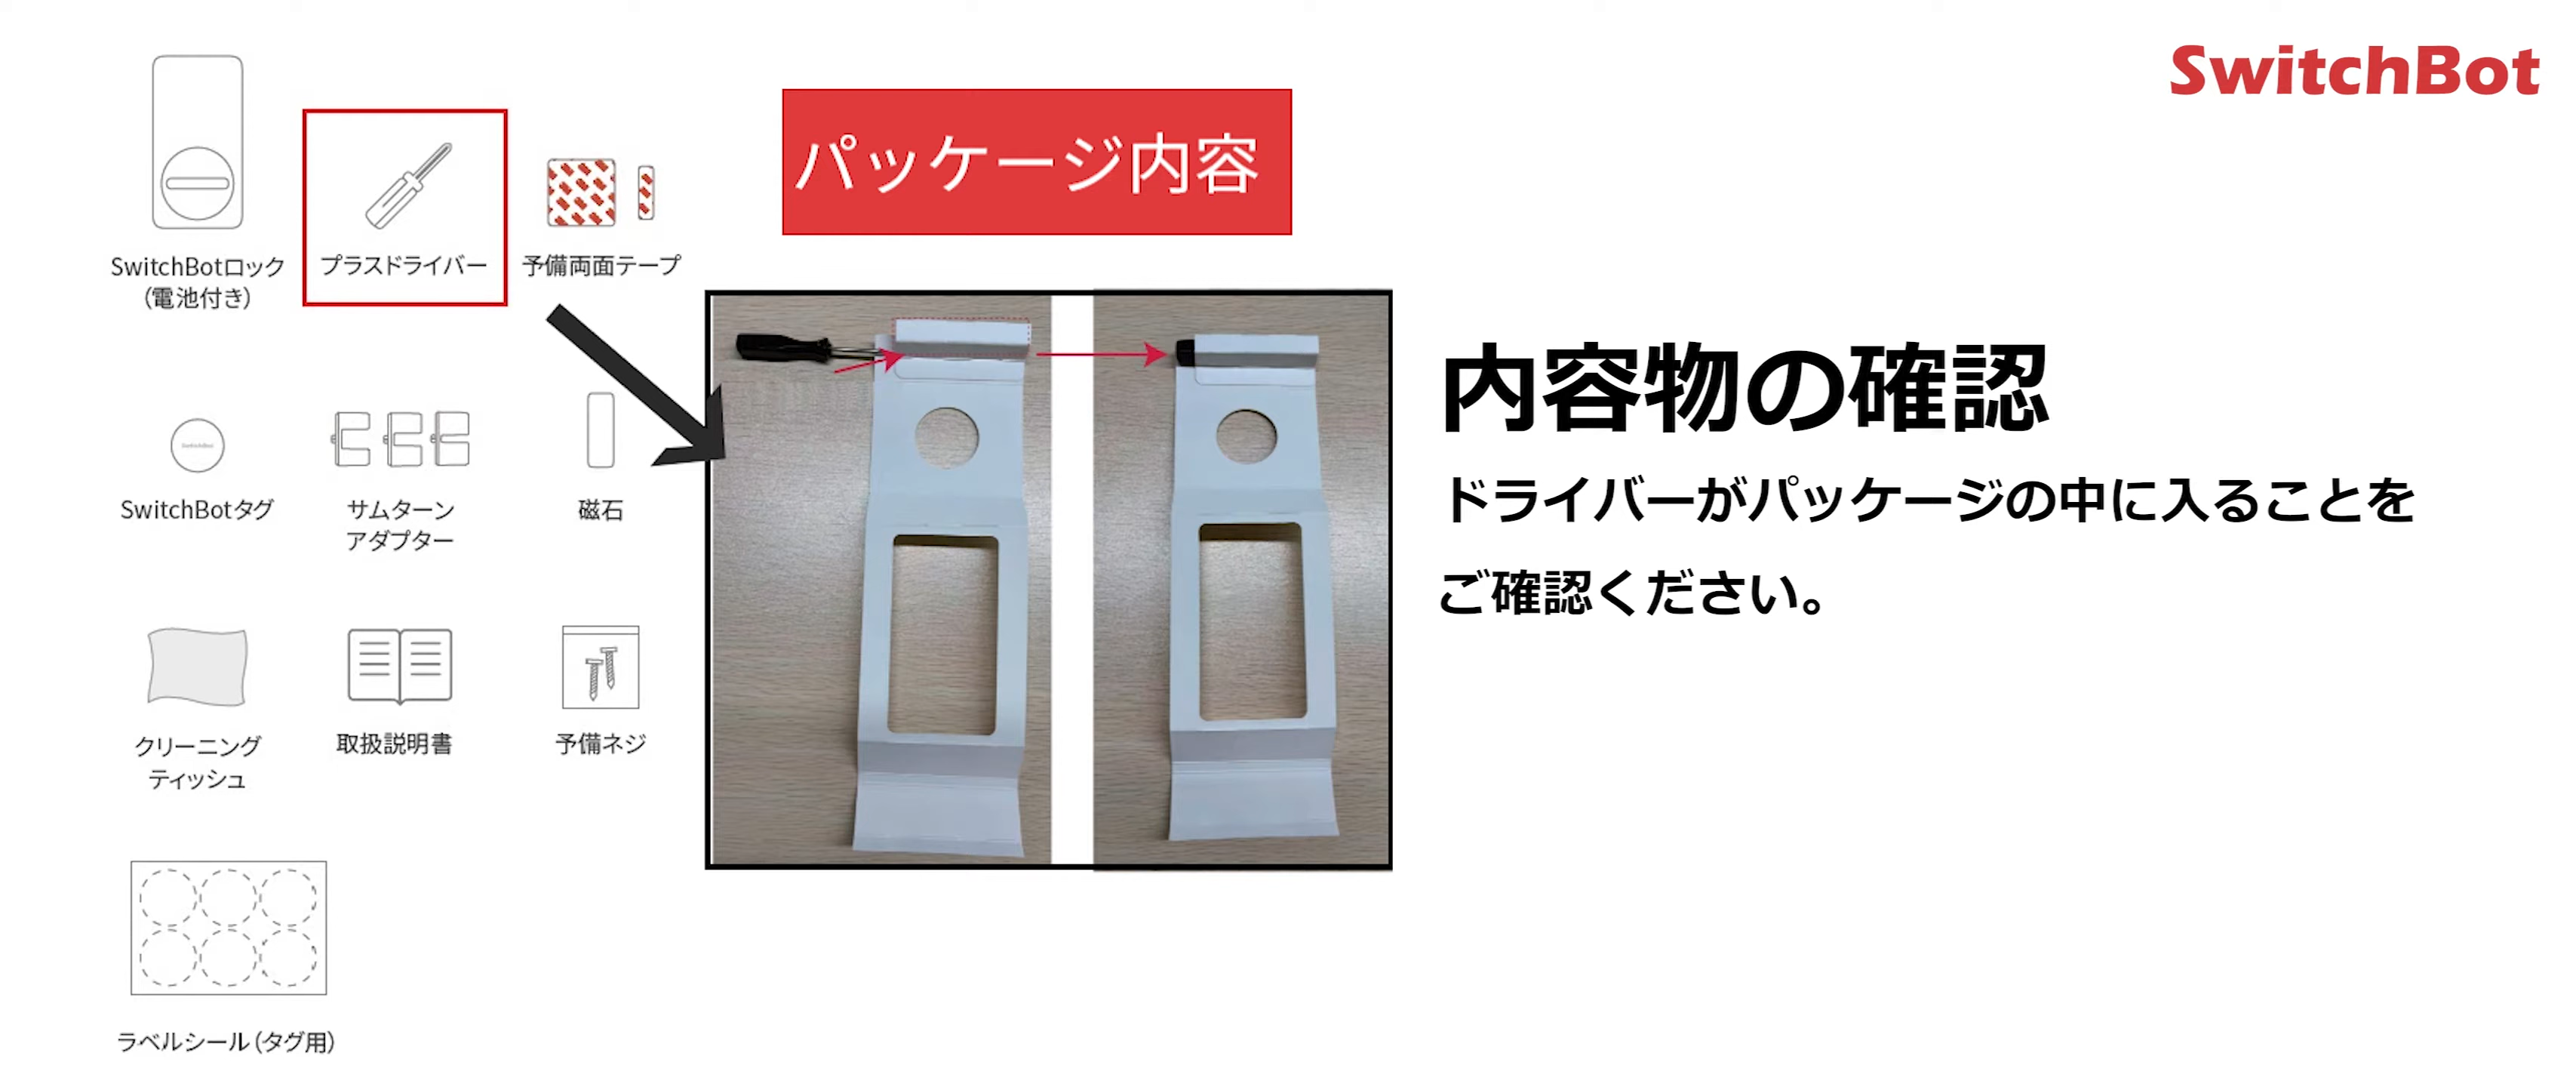 SwitchBot
パッケージ内容
SwitchBotロック
（電池付き）
プラスドライバー
予備両面テープ
SwitchBot
SwitchBotタグ
サムターン
アダプター
磁石
クリーニング
ティッシュ
取扱説明書
予備ネジ
ラベルシール（タグ用）
内容物の確認
ドライバーがパッケージの中に入ることを
ご確認ください。